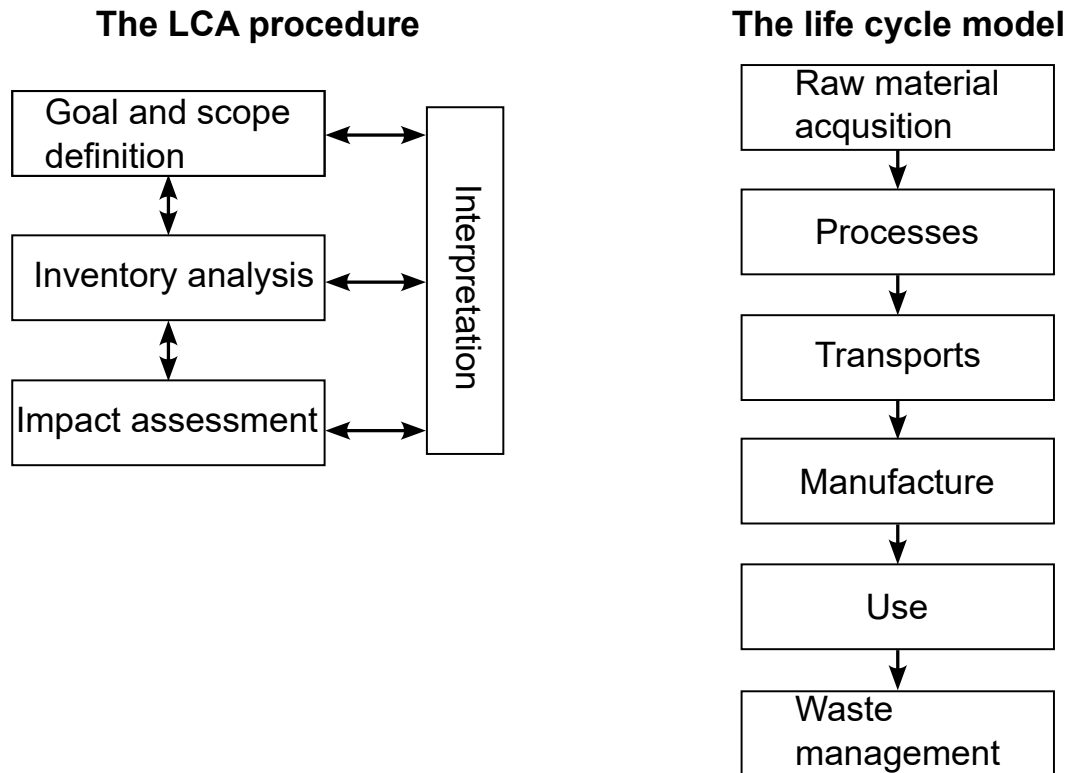 The LCA procedure
Goal and scope
definition
Inventory analysis
Impact assessment
Interpretation
The life cycle model
Raw material
acqusition
Processes
Transports
Manufacture
Use
Waste
management